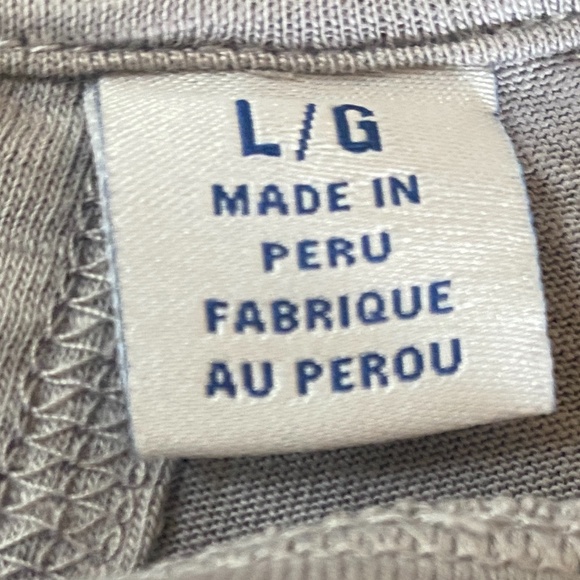 L/G
MADE IN
PERU
FABRIQUE
AU PEROU